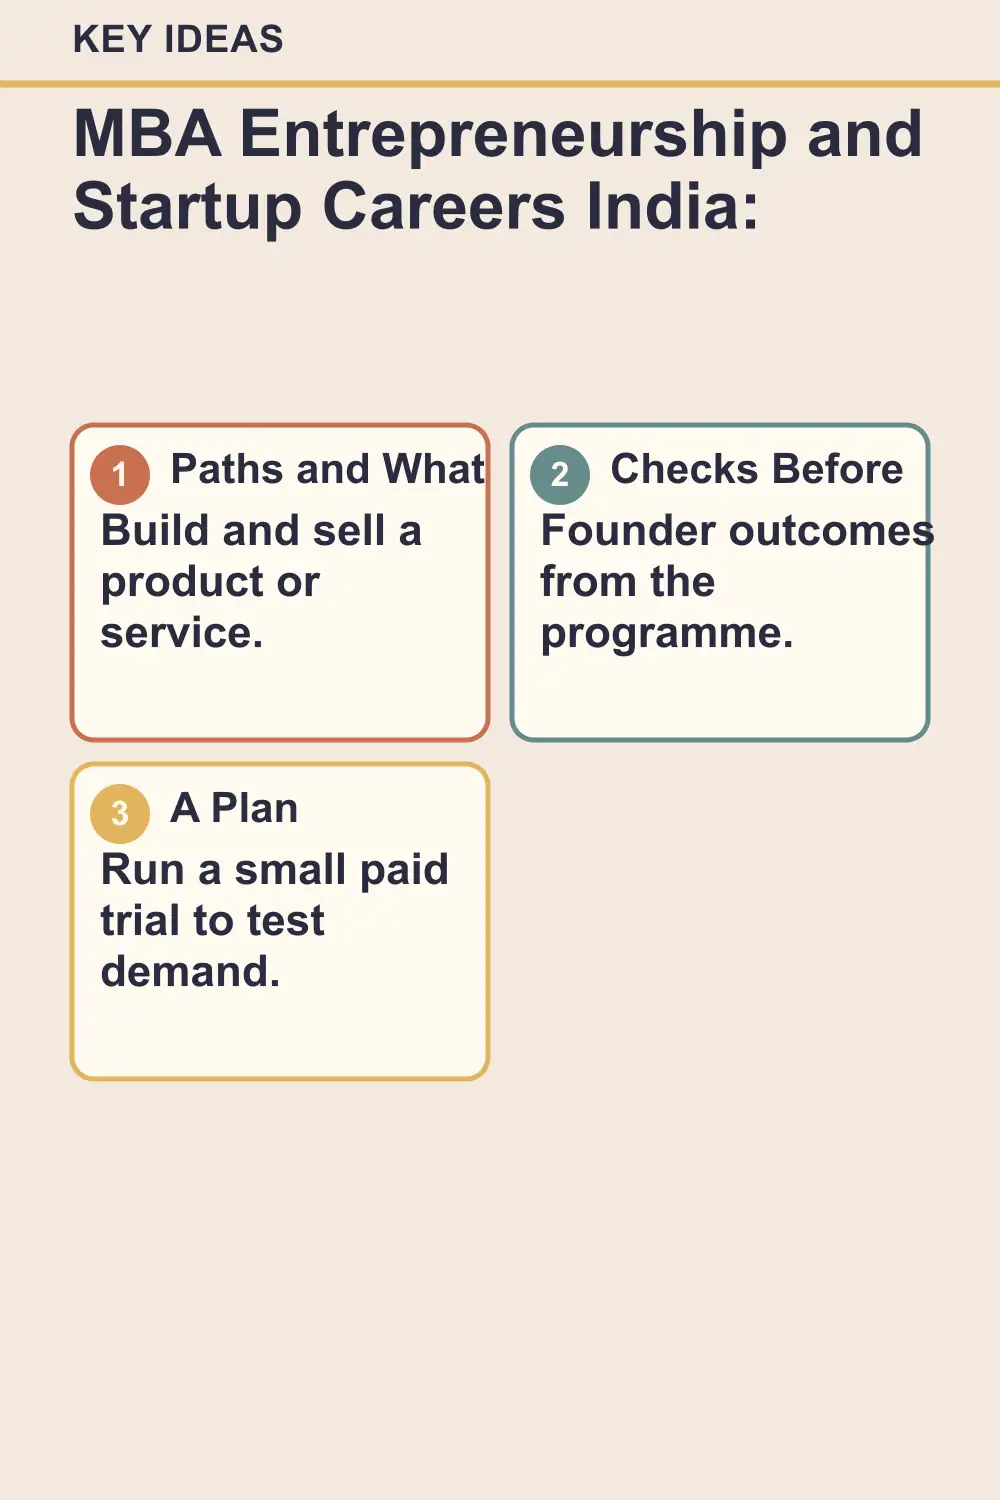 KEY IDEAS
MBA Entrepreneurship and
Startup Careers India:
1 Paths and What
Build and sell a
product or
service.
2 Checks Before
Founder outcomes
from the
programme.
3 A Plan
Run a small paid
trial to test
demand.